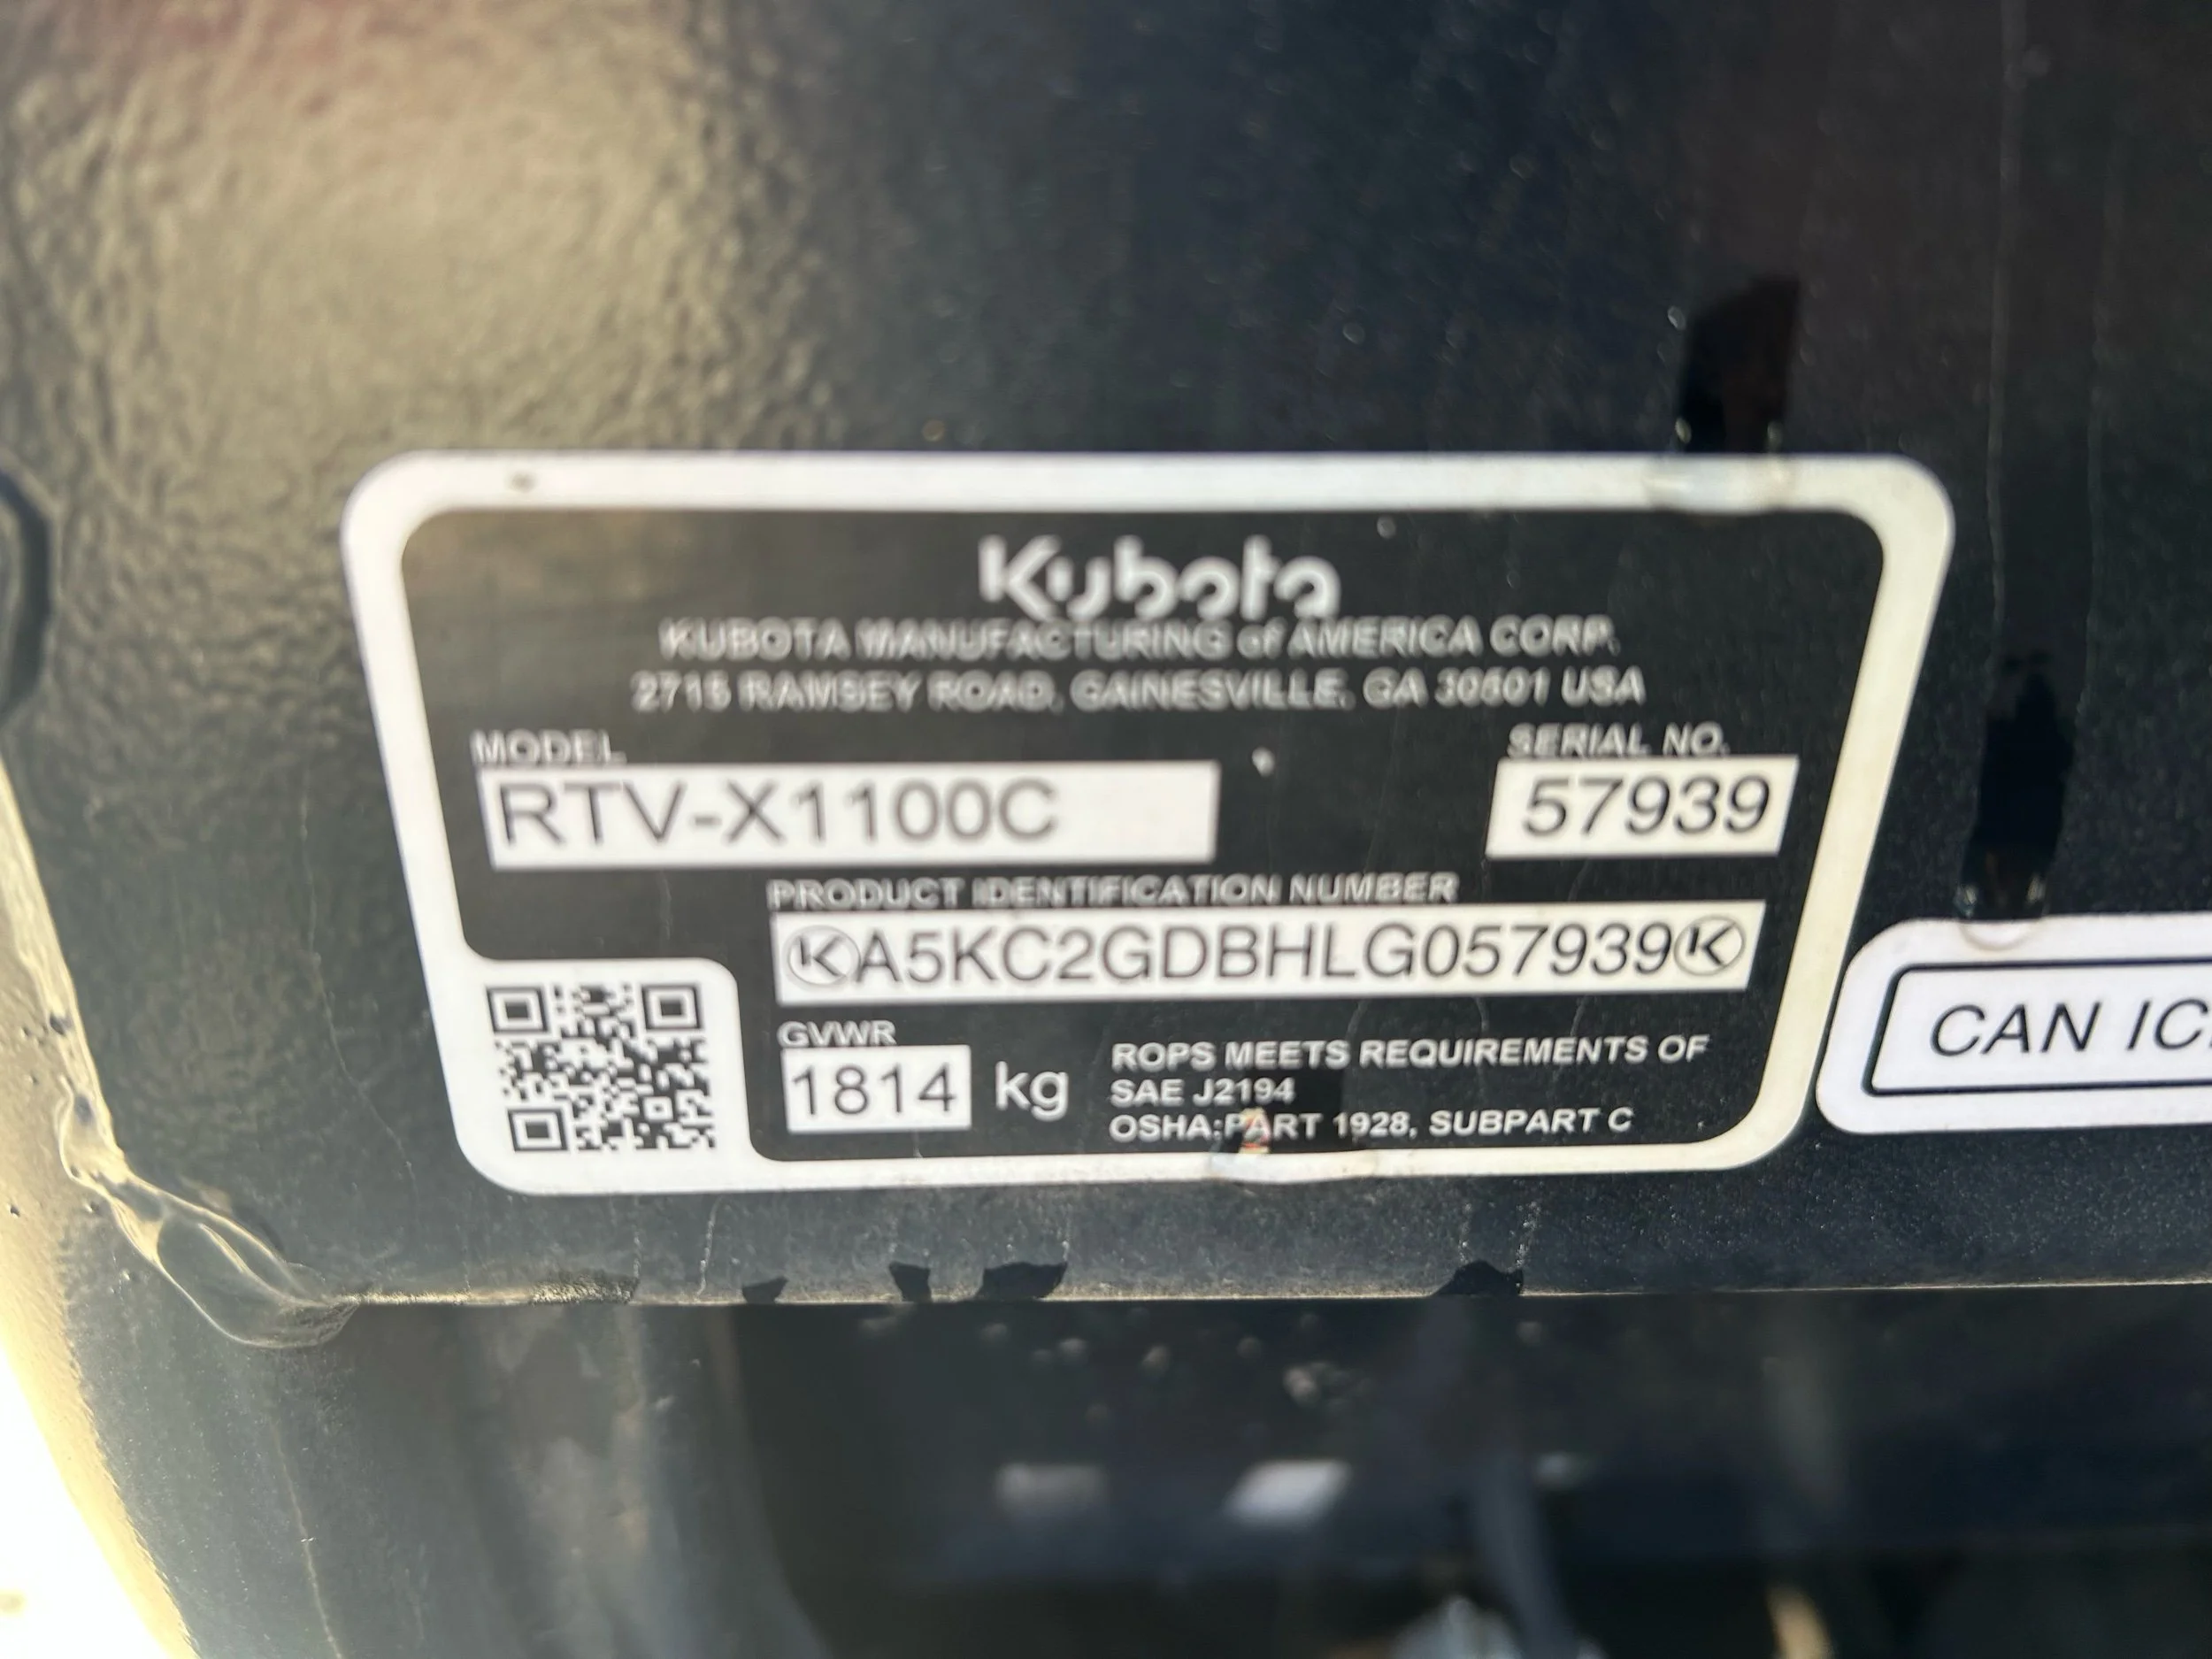 Kubota
KUBOTA MANUFACTURING of AMERICA CORP.
2715 RAMSEY ROAD, GAINESVILLE, GA 30501 USA
MODEL
RTV-X1100C
SERIAL NO.
57939
PRODUCT IDENTIFICATION NUMBER
KA5KC2GDBHLG057939K
GVWR
1814 kg
ROPS MEETS REQUIREMENTS OF
SAE J2194
OSHA:PART 1928, SUBPART C
CAN IC